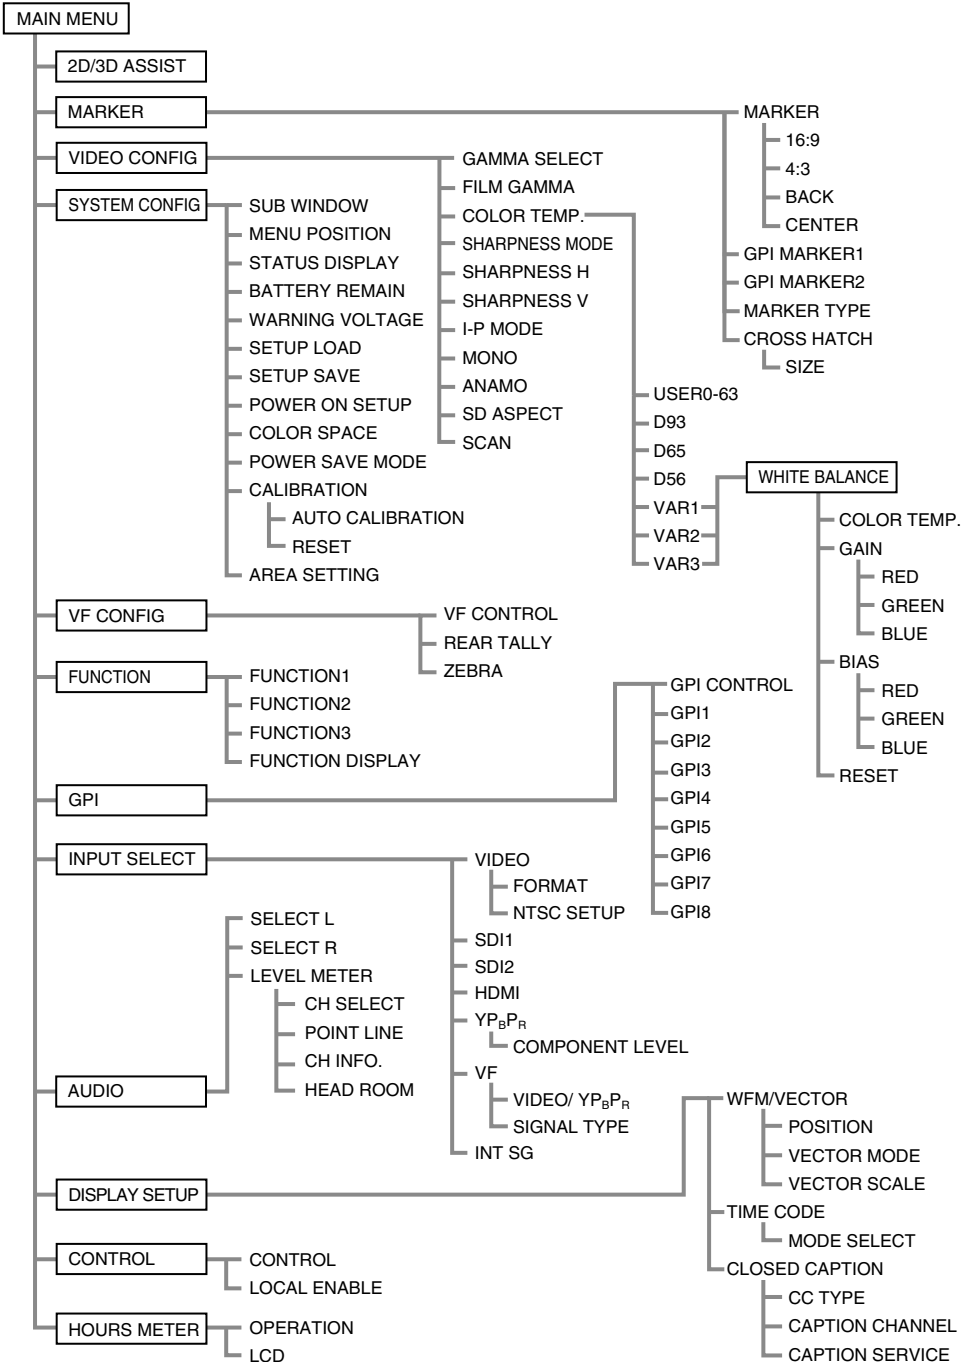 MAIN MENU
2D/3D ASSIST
MARKER
MARKER
16:9
4:3
BACK
CENTER
GPI MARKER1
GPI MARKER2
MARKER TYPE
CROSS HATCH
SIZE
VIDEO CONFIG
GAMMA SELECT
FILM GAMMA
COLOR TEMP.
SHARPNESS MODE
SHARPNESS H
SHARPNESS V
I-P MODE
MONO
ANAMO
SD ASPECT
SCAN
USER0-63
D93
D65
D56
VAR1
VAR2
VAR3
WHITE BALANCE
COLOR TEMP.
GAIN
RED
GREEN
BLUE
BIAS
RED
GREEN
BLUE
RESET
SYSTEM CONFIG
SUB WINDOW
MENU POSITION
STATUS DISPLAY
BATTERY REMAIN
WARNING VOLTAGE
SETUP LOAD
SETUP SAVE
POWER ON SETUP
COLOR SPACE
POWER SAVE MODE
CALIBRATION
AUTO CALIBRATION
RESET
AREA SETTING
VF CONFIG
VF CONTROL
REAR TALLY
ZEBRA
FUNCTION
FUNCTION1
FUNCTION2
FUNCTION3
FUNCTION DISPLAY
GPI
GPI CONTROL
GPI1
GPI2
GPI3
GPI4
GPI5
GPI6
GPI7
GPI8
INPUT SELECT
VIDEO
FORMAT
NTSC SETUP
SDI1
SDI2
HDMI
YPBPR
COMPONENT LEVEL
VF
VIDEO/ YPBPR
SIGNAL TYPE
INT SG
AUDIO
SELECT L
SELECT R
LEVEL METER
CH SELECT
POINT LINE
CH INFO.
HEAD ROOM
DISPLAY SETUP
WFM/VECTOR
POSITION
VECTOR MODE
VECTOR SCALE
TIME CODE
MODE SELECT
CLOSED CAPTION
CC TYPE
CAPTION CHANNEL
CAPTION SERVICE
CONTROL
CONTROL
LOCAL ENABLE
HOURS METER
OPERATION
LCD